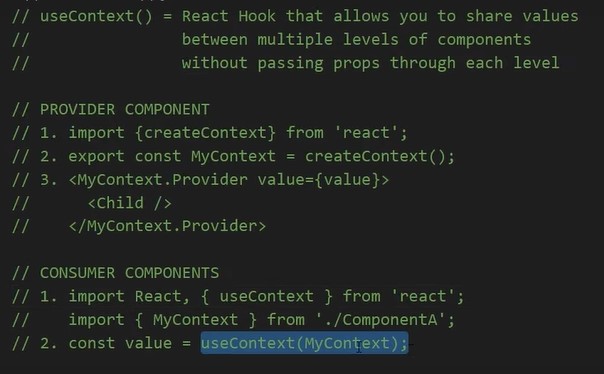 // useContext() = React Hook that allows you to share values
// between multiple levels of components
// without passing props through each level
// PROVIDER COMPONENT
// 1. import {createContext} from 'react';
// 2. export const MyContext = createContext();
// 3. <MyContext.Provider value={value}>
// <Child />
// </MyContext.Provider>
// CONSUMER COMPONENTS
// 1. import React, { useContext } from 'react';
// import { MyContext } from './ComponentA';
// 2. const value = useContext(MyContext);